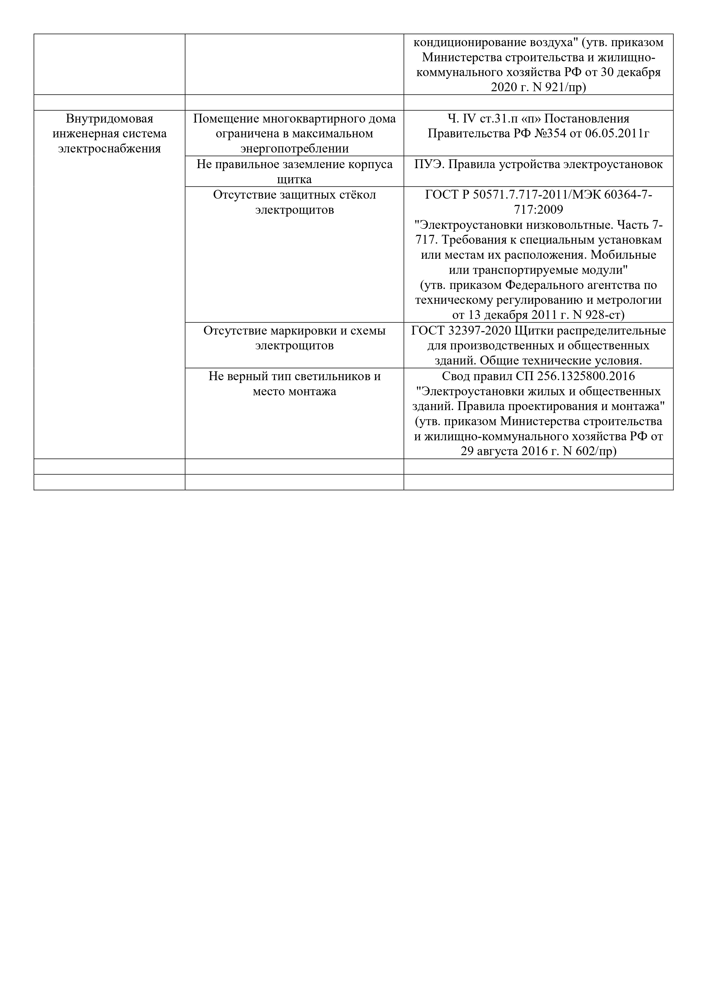 кондиционирование воздуха" (утв. приказом
Министерства строительства и жилищно-
коммунального хозяйства РФ от 30 декабря
2020 г. N 921/пр)
Внутридомовая
инженерная система
электроснабжения
Помещение многоквартирного дома
ограничена в максимальном
энергопотреблении
Ч. IV ст.31.п «п» Постановления
Правительства РФ №354 от 06.05.2011г
Не правильное заземление корпуса
щитка
ПУЭ. Правила устройства электроустановок
Отсутствие защитных стёкол
электрощитов
ГОСТ Р 50571.7.717-2011/МЭК 60364-7-
717:2009
"Электроустановки низковольтные. Часть 7-
717. Требования к специальным установкам
или местам их расположения. Мобильные
или транспортируемые модули"
(утв. приказом Федерального агентства по
техническому регулированию и метрологии
от 13 декабря 2011 г. N 928-ст)
Отсутствие маркировки и схемы
электрощитов
ГОСТ 32397-2020 Щитки распределительные
для производственных и общественных
зданий. Общие технические условия.
Не верный тип светильников и
место монтажа
Свод правил СП 256.1325800.2016
"Электроустановки жилых и общественных
зданий. Правила проектирования и монтажа"
(утв. приказом Министерства строительства
и жилищно-коммунального хозяйства РФ от
29 августа 2016 г. N 602/пр)